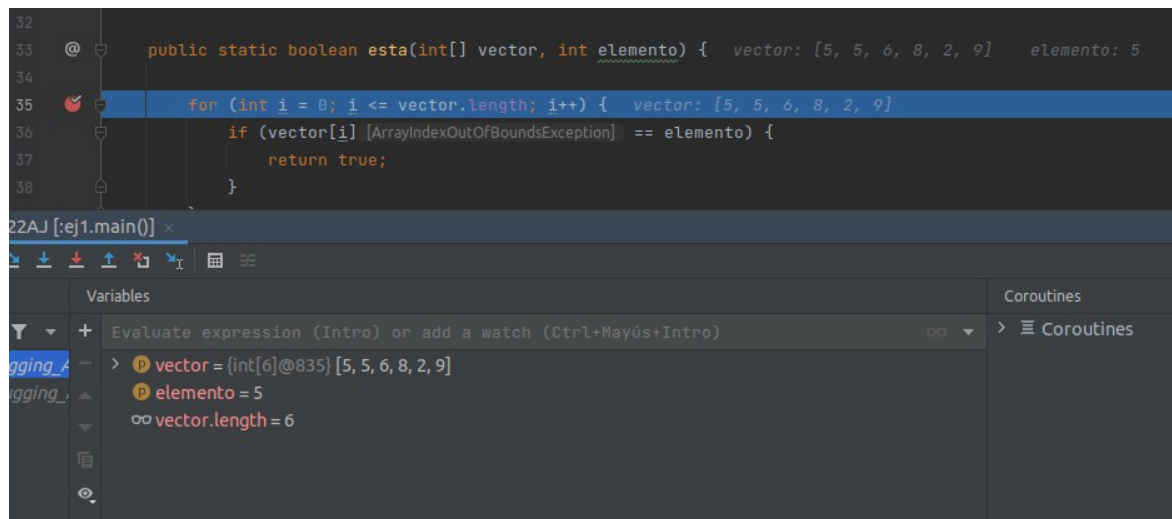 32
33 @ public static boolean esta(int[] vector, int elemento) { vector: [5, 5, 6, 8, 2, 9] elemento: 5
34
35 for (int i = 0; i <= vector.length; i++) { vector: [5, 5, 6, 8, 2, 9]
36 if (vector[i] [ArrayIndexOutOfBoundsException] == elemento) {
37 return true;
38 }
22AJ [:ej1.main()] ×
Variables
Coroutines
Evaluate expression (Intro) or add a watch (Ctrl+Mayús+Intro)
> Coroutines
gging_A
> p vector = {int[6]@835} [5, 5, 6, 8, 2, 9]
p elemento = 5
oo vector.length = 6